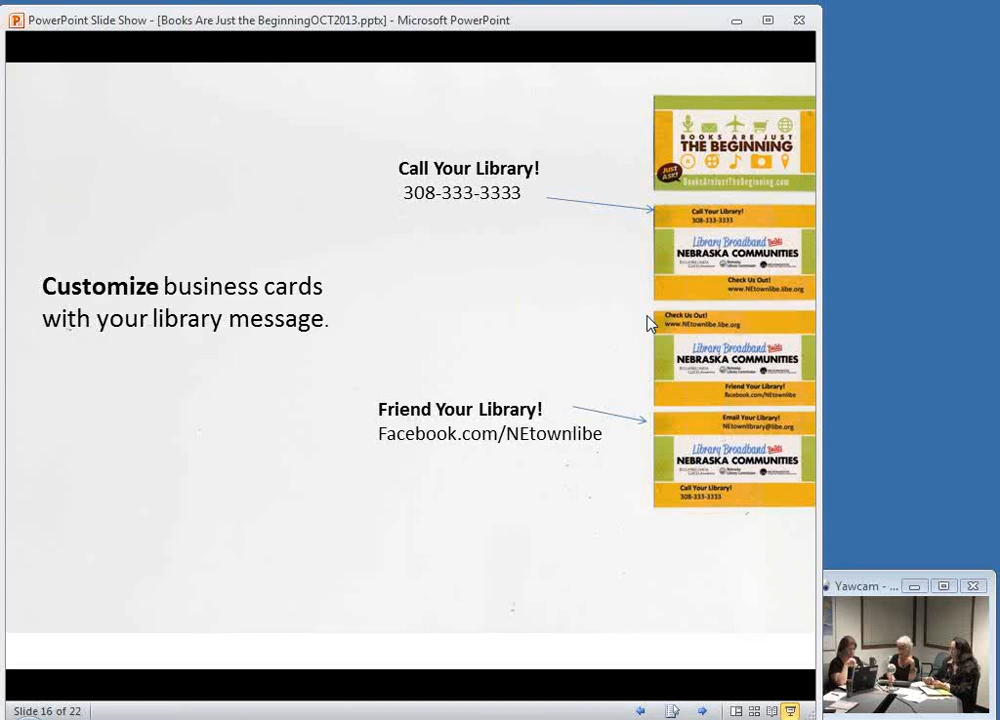 PowerPoint Slide Show - [Books Are Just the BeginningOCT2013.pptx] - Microsoft PowerPoint
BOOKS ARE JUST
THE BEGINNING
JUST
ASK!
BooksAreJustTheBeginning.com
Call Your Library!
308-333-3333
Call Your Library!
308-333-3333
Library Broadband Builds
NEBRASKA COMMUNITIES
Check Us Out!
www.NEtownlibe.libe.org
Customize business cards
with your library message.
Check Us Out!
www.NEtownlibe.libe.org
Library Broadband Builds
NEBRASKA COMMUNITIES
Friend Your Library!
facebook.com/NEtownlibe
Friend Your Library!
Facebook.com/NEtownlibe
Email Your Library!
NEtownlibrary@libe.org
Library Broadband Builds
NEBRASKA COMMUNITIES
Call Your Library!
308-333-3333
Yawcam - ...
Slide 16 of 22